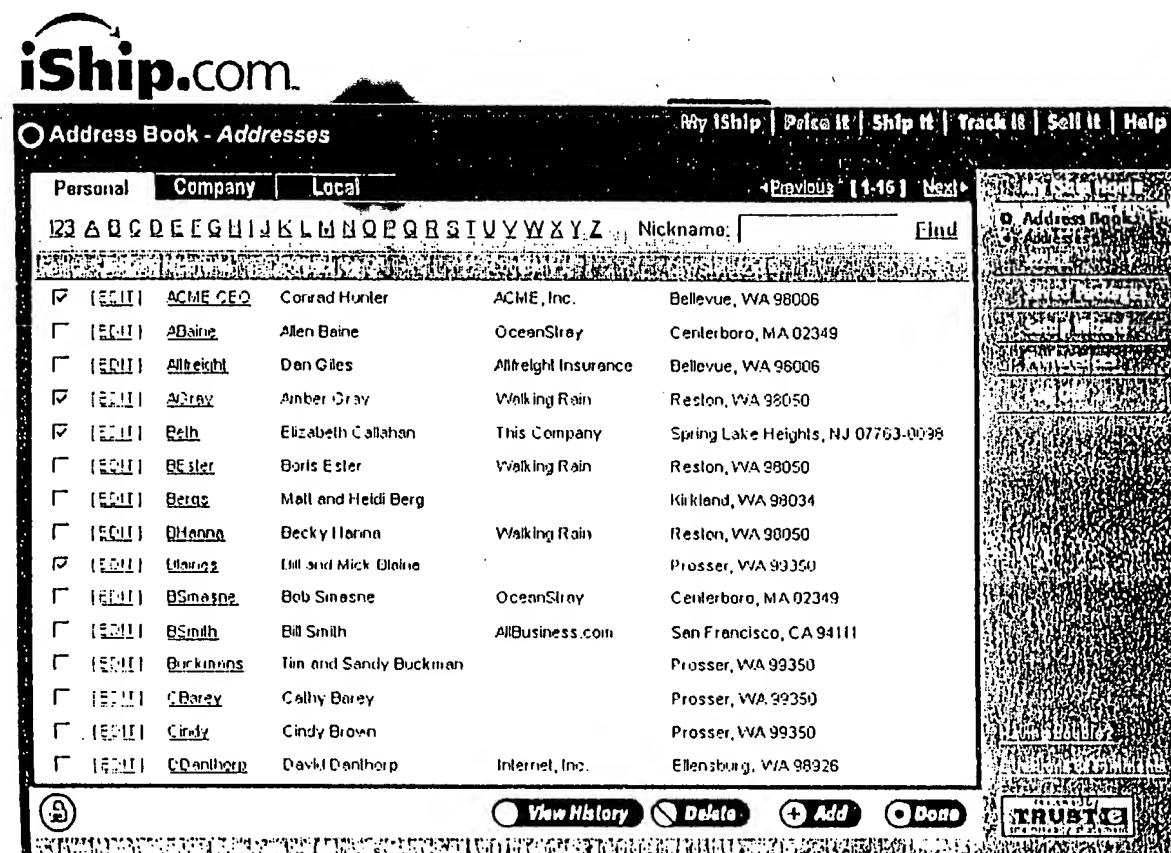 iShip.com
Address Book - Addresses
My iShip | Price It | Ship It | Track It | Sell It | Help
Personal Company Local Previous [1-16] Next
123 A B C D E F G H I J K L M N O P Q R S T U V W X Y Z Nickname: Find
My iShip Home
Address Book
Addresses
[EDIT] ACME CEO Conrad Hunter ACME, Inc. Bellevue, WA 98006
[EDIT] ABaine Allen Baine OceanStray Centerboro, MA 02349
[EDIT] Allfreight Dan Giles Allfreight Insurance Bellevue, WA 98006
[EDIT] AGray Amber Gray Walking Rain Reston, WA 98050
[EDIT] Beth Elizabeth Callahan This Company Spring Lake Heights, NJ 07763-0098
[EDIT] BEster Boris Ester Walking Rain Reston, WA 98050
[EDIT] Bergs Matt and Heidi Berg Kirkland, WA 98034
[EDIT] BHanna Becky Hanna Walking Rain Reston, WA 98050
[EDIT] Blaines Bill and Mick Blaine Prosser, WA 99350
[EDIT] BSmasne Bob Smasne OceanStray Centerboro, MA 02349
[EDIT] BSmith Bill Smith AllBusiness.com San Francisco, CA 94111
[EDIT] Buckmans Tim and Sandy Buckman Prosser, WA 99350
[EDIT] CBarey Cathy Barey Prosser, WA 99350
[EDIT] Cindy Cindy Brown Prosser, WA 99350
[EDIT] DDanthorp David Danthorp Internet, Inc. Ellensburg, WA 98926
View History Delete Add Done
TRUSTe